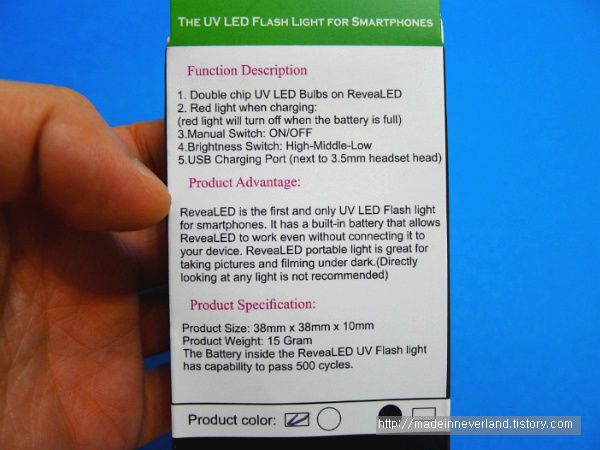 THE UV LED FLASH LIGHT FOR SMARTPHONES
Function Description
1. Double chip UV LED Bulbs on ReveaLED
2. Red light when charging:
(red light will turn off when the battery is full)
3.Manual Switch: ON/OFF
4.Brightness Switch: High-Middle-Low
5.USB Charging Port (next to 3.5mm headset head)
Product Advantage:
ReveaLED is the first and only UV LED Flash light
for smartphones. It has a built-in battery that allows
ReveaLED to work even without connecting it to
your device. ReveaLED portable light is great for
taking pictures and filming under dark.(Directly
looking at any light is not recommended)
Product Specification:
Product Size: 38mm x 38mm x 10mm
Product Weight: 15 Gram
The Battery inside the ReveaLED UV Flash light
has capability to pass 500 cycles.
Product color:
http://madeinneverland.tistory.com